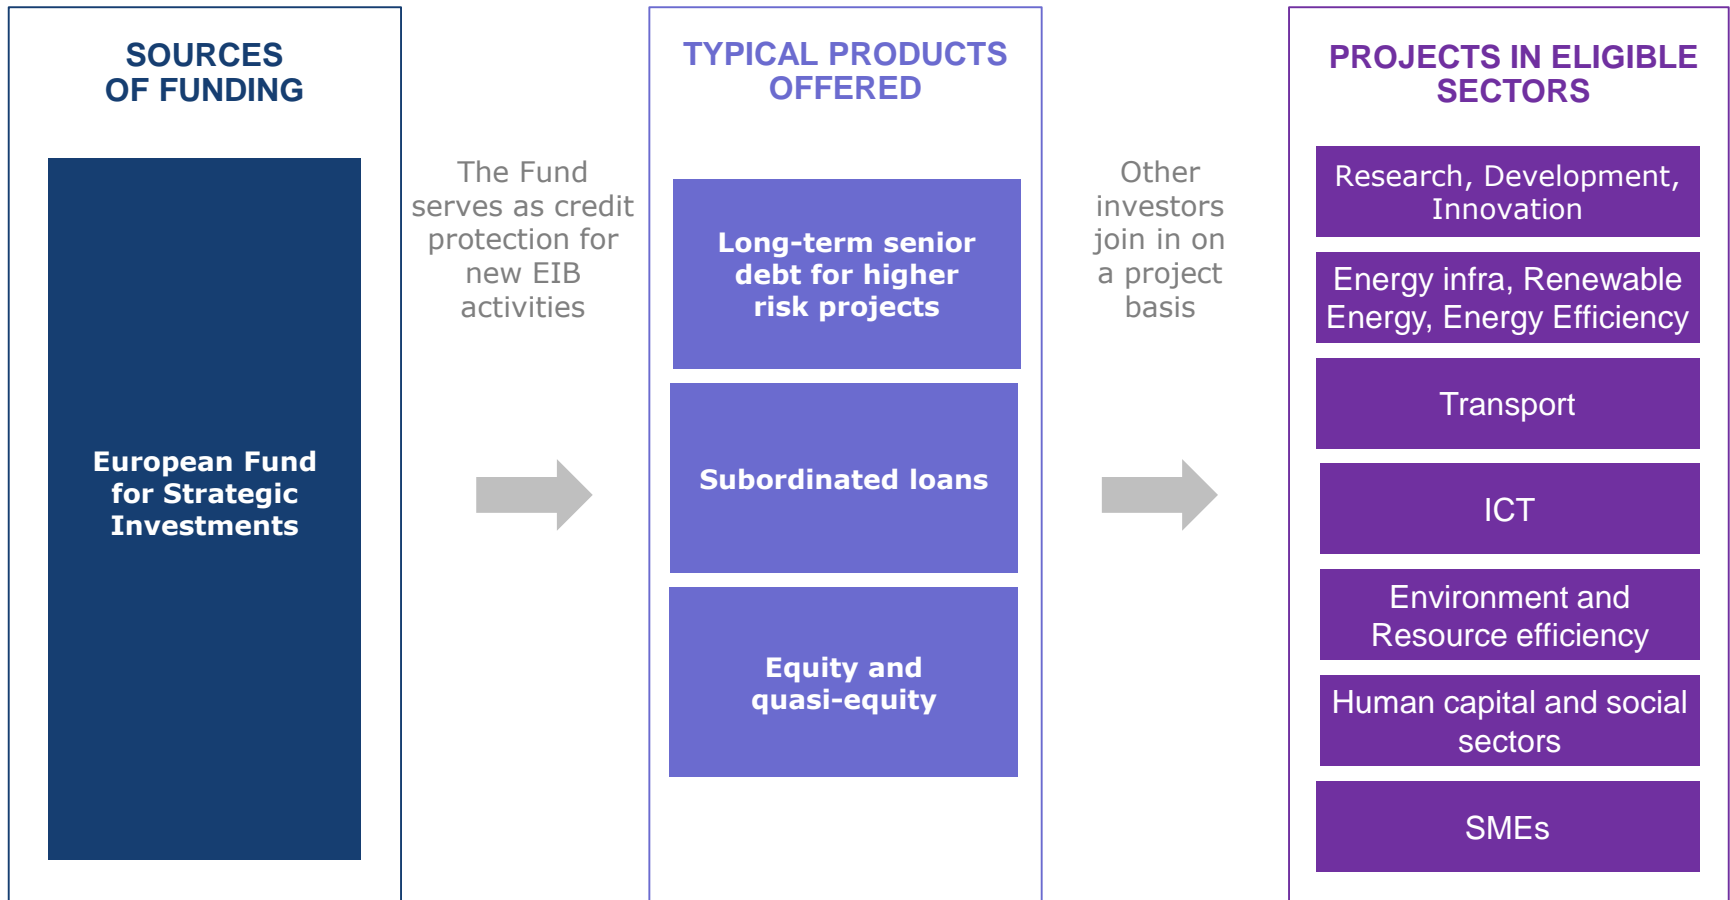 SOURCES
OF FUNDING
European Fund
for Strategic
Investments
The Fund
serves as credit
protection for
new EIB
activities
TYPICAL PRODUCTS
OFFERED
Long-term senior
debt for higher
risk projects
Subordinated loans
Equity and
quasi-equity
Other
investors
join in on
a project
basis
PROJECTS IN ELIGIBLE
SECTORS
Research, Development,
Innovation
Energy infra, Renewable
Energy, Energy Efficiency
Transport
ICT
Environment and
Resource efficiency
Human capital and social
sectors
SMEs